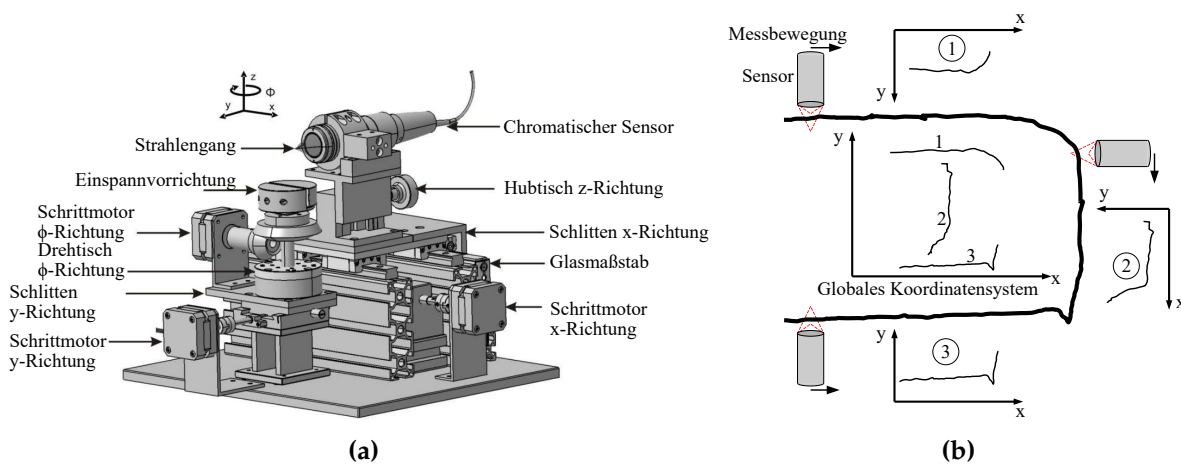 z
Φ
y
x
Chromatischer Sensor
Strahlengang
Einspannvorrichtung
Hubtisch z-Richtung
Schrittmotor
ϕ-Richtung
Drehtisch
ϕ-Richtung
Schlitten x-Richtung
Glasmaßstab
Schlitten
y-Richtung
Schrittmotor
x-Richtung
Schrittmotor
y-Richtung
(a)
x
Messbewegung
1
Sensor
y
y
1
2
3
x
Globales Koordinatensystem
y
2
x
y
3
x
(b)